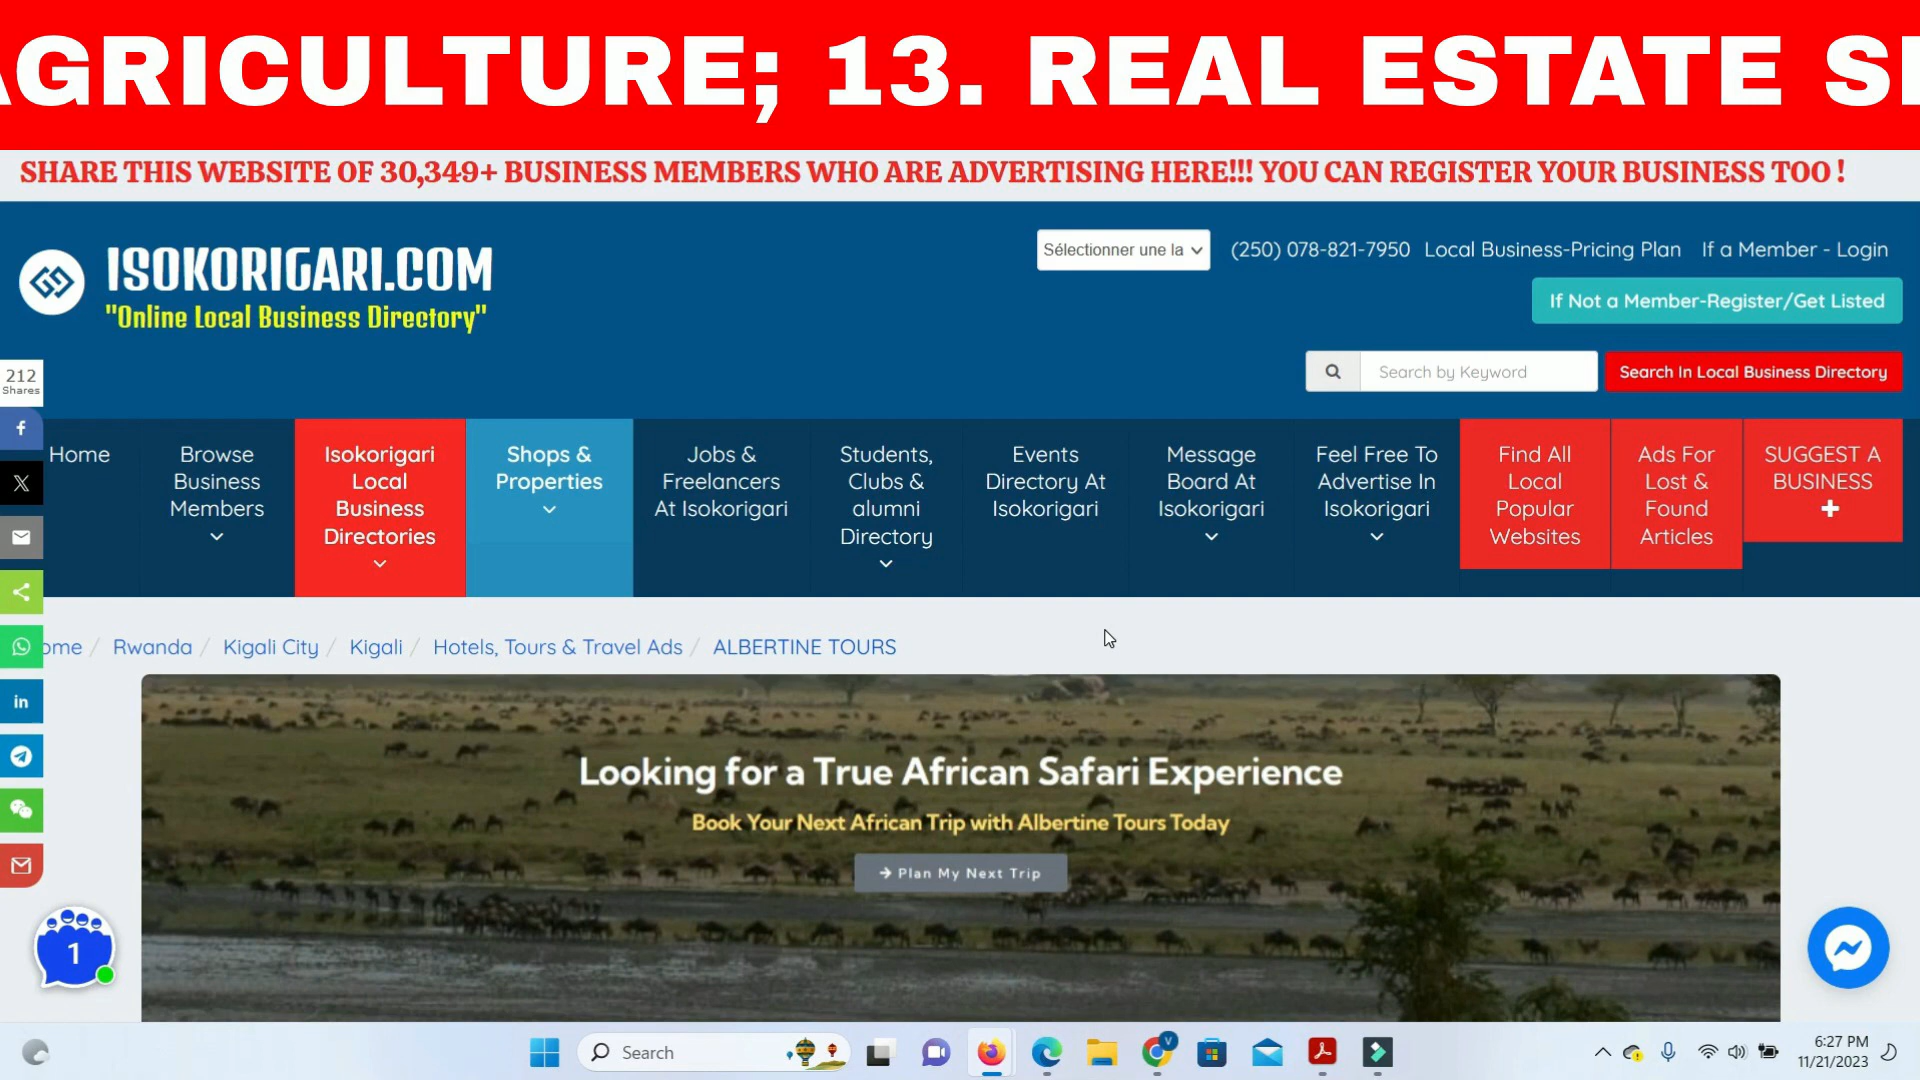 AGRICULTURE; 13. REAL ESTATE
SHARE THIS WEBSITE OF 30,349+ BUSINESS MEMBERS WHO ARE ADVERTISING HERE!!! YOU CAN REGISTER YOUR BUSINESS TOO !
ISOKORIGARI.COM
"Online Local Business Directory"
Sélectionner une la
(250) 078-821-7950
Local Business-Pricing Plan
If a Member - Login
If Not a Member-Register/Get Listed
Search by Keyword
Search In Local Business Directory
212
Shares
Home
Browse
Business
Members
Isokorigari
Local
Business
Directories
Shops &
Properties
Jobs &
Freelancers
At Isokorigari
Students,
Clubs &
alumni
Directory
Events
Directory At
Isokorigari
Message
Board At
Isokorigari
Feel Free To
Advertise In
Isokorigari
Find All
Local
Popular
Websites
Ads For
Lost &
Found
Articles
SUGGEST A
BUSINESS
ome / Rwanda / Kigali City / Kigali / Hotels, Tours & Travel Ads / ALBERTINE TOURS
Looking for a True African Safari Experience
Book Your Next African Trip with Albertine Tours Today
Plan My Next Trip
1
Search
V
6:27 PM
11/21/2023